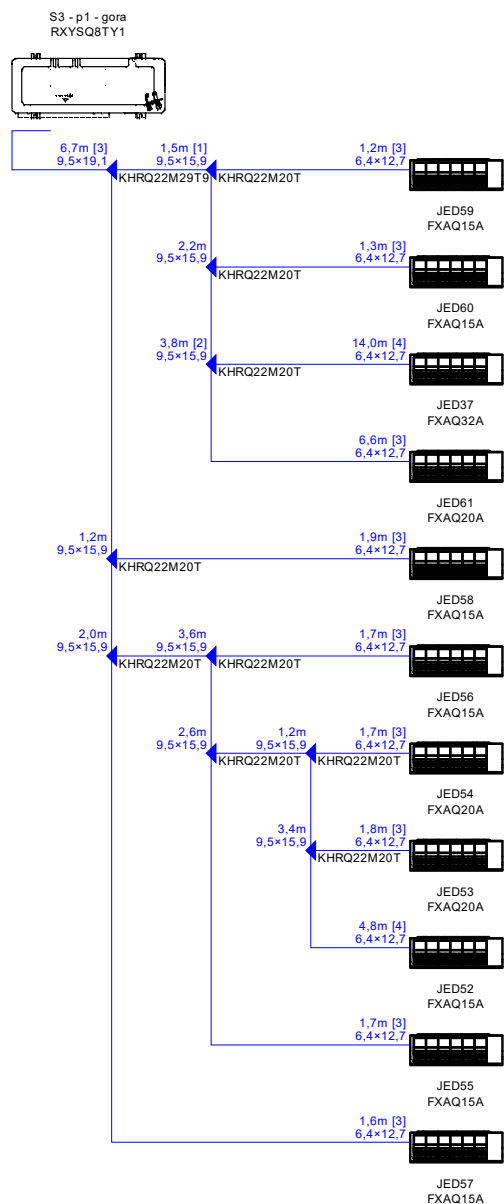 S3 - p1 - gora
RXYSQ8TY1
6,7m [3]
9,5×19,1
KHRQ22M29T9
1,5m [1]
9,5×15,9
KHRQ22M20T
1,2m [3]
6,4×12,7
JED59
FXAQ15A
2,2m
9,5×15,9
KHRQ22M20T
1,3m [3]
6,4×12,7
JED60
FXAQ15A
3,8m [2]
9,5×15,9
KHRQ22M20T
14,0m [4]
6,4×12,7
JED37
FXAQ32A
6,6m [3]
6,4×12,7
JED61
FXAQ20A
1,2m
9,5×15,9
KHRQ22M20T
1,9m [3]
6,4×12,7
JED58
FXAQ15A
2,0m
9,5×15,9
KHRQ22M20T
3,6m
9,5×15,9
KHRQ22M20T
1,7m [3]
6,4×12,7
JED56
FXAQ15A
2,6m
9,5×15,9
KHRQ22M20T
1,2m
9,5×15,9
KHRQ22M20T
1,7m [3]
6,4×12,7
JED54
FXAQ20A
3,4m
9,5×15,9
KHRQ22M20T
1,8m [3]
6,4×12,7
JED53
FXAQ20A
4,8m [4]
6,4×12,7
JED52
FXAQ15A
1,7m [3]
6,4×12,7
JED55
FXAQ15A
1,6m [3]
6,4×12,7
JED57
FXAQ15A